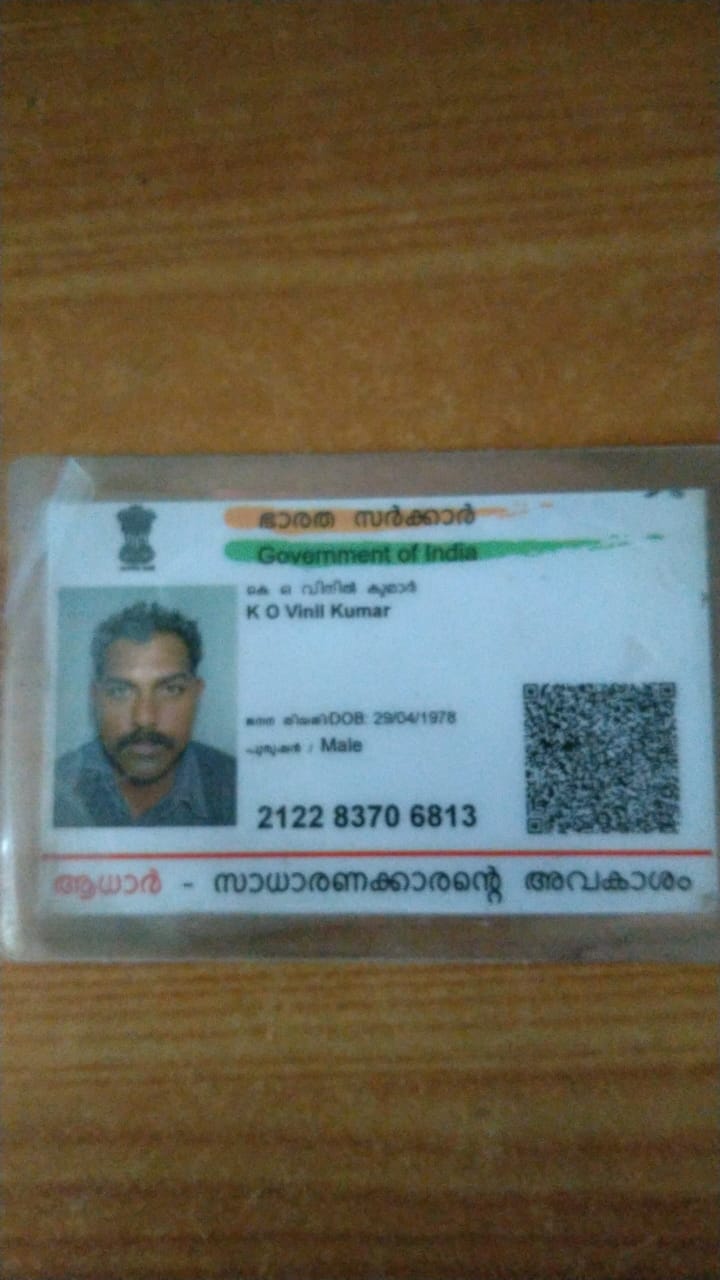 ഭാരത സർക്കാർ
Government of India
കെ ഒ വിനിൽ കുമാർ
K O Vinil Kumar
ജനന തിയതി DOB: 29/04/1978
പുരുഷൻ / Male
2122 8370 6813
ആധാർ - സാധാരണക്കാരന്റെ അവകാശം